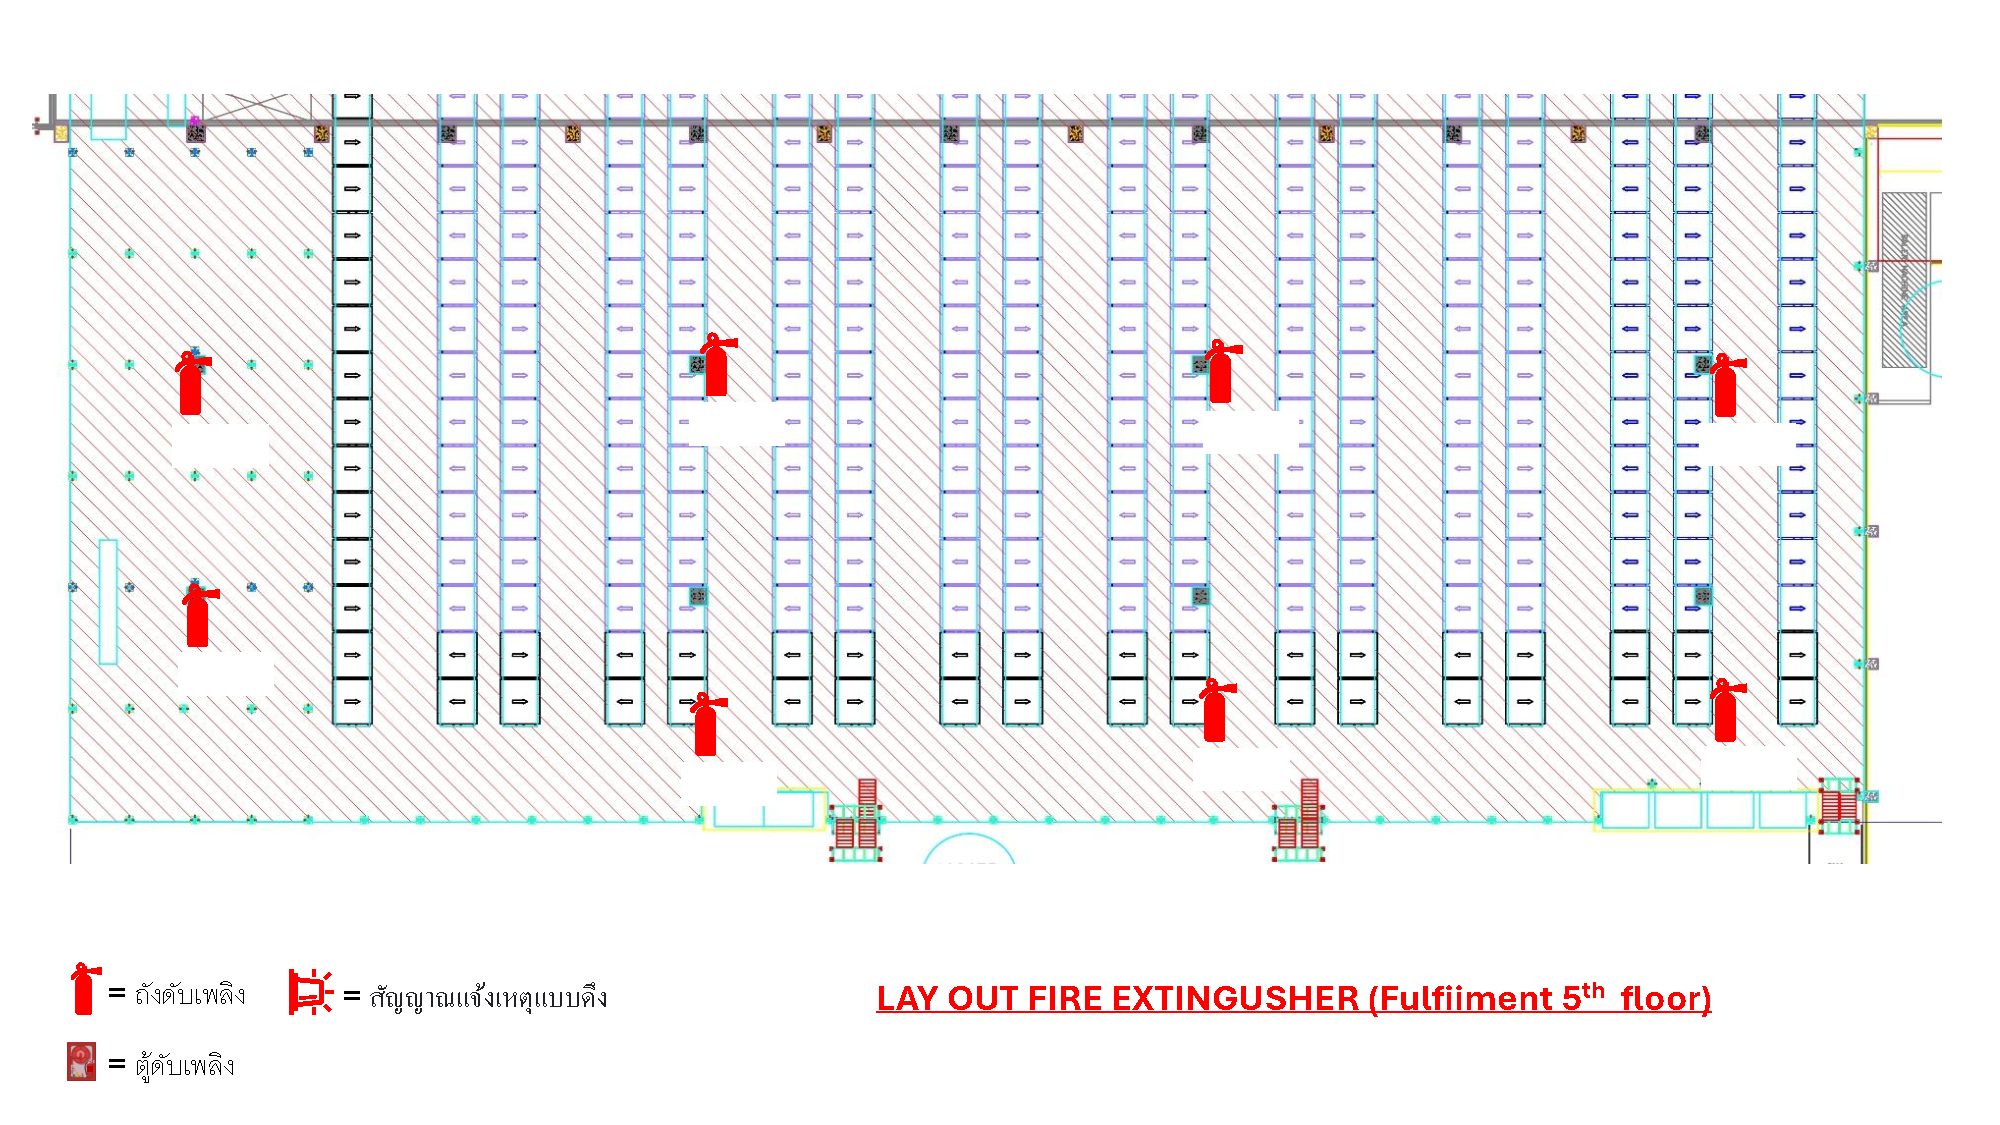 = ถังดับเพลิง
= สัญญาณแจ้งเหตุแบบดึง
LAY OUT FIRE EXTINGUSHER (Fulfiiment 5th floor)
= ตู้ดับเพลิง